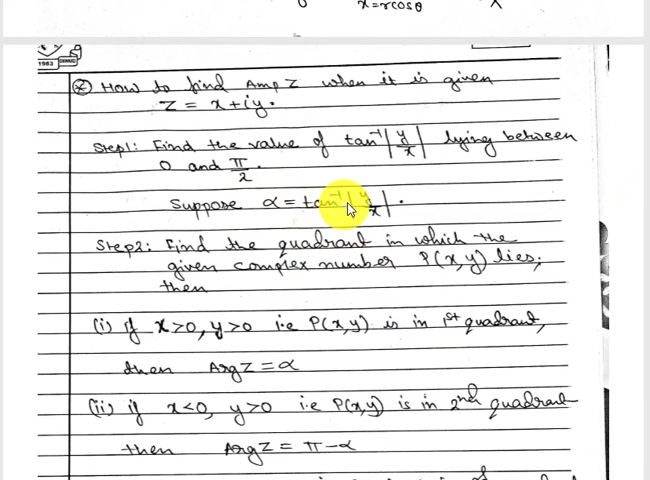 x=rcosθ
1983
⊛ How to find Amp Z when it is given
Z = x+iy.
Step1: Find the value of tan⁻¹|y/x| lying between
0 and π/2.
Suppose α = tan⁻¹|y/x|.
Step2: Find the quadrant in which the
given complex number P(x,y) lies;
then
(i) if x>0, y>0 i.e P(x,y) is in 1st quadrant,
then Arg Z = α
(ii) if x<0, y>0 i.e P(x,y) is in 2nd quadrant
then Arg Z = π-α